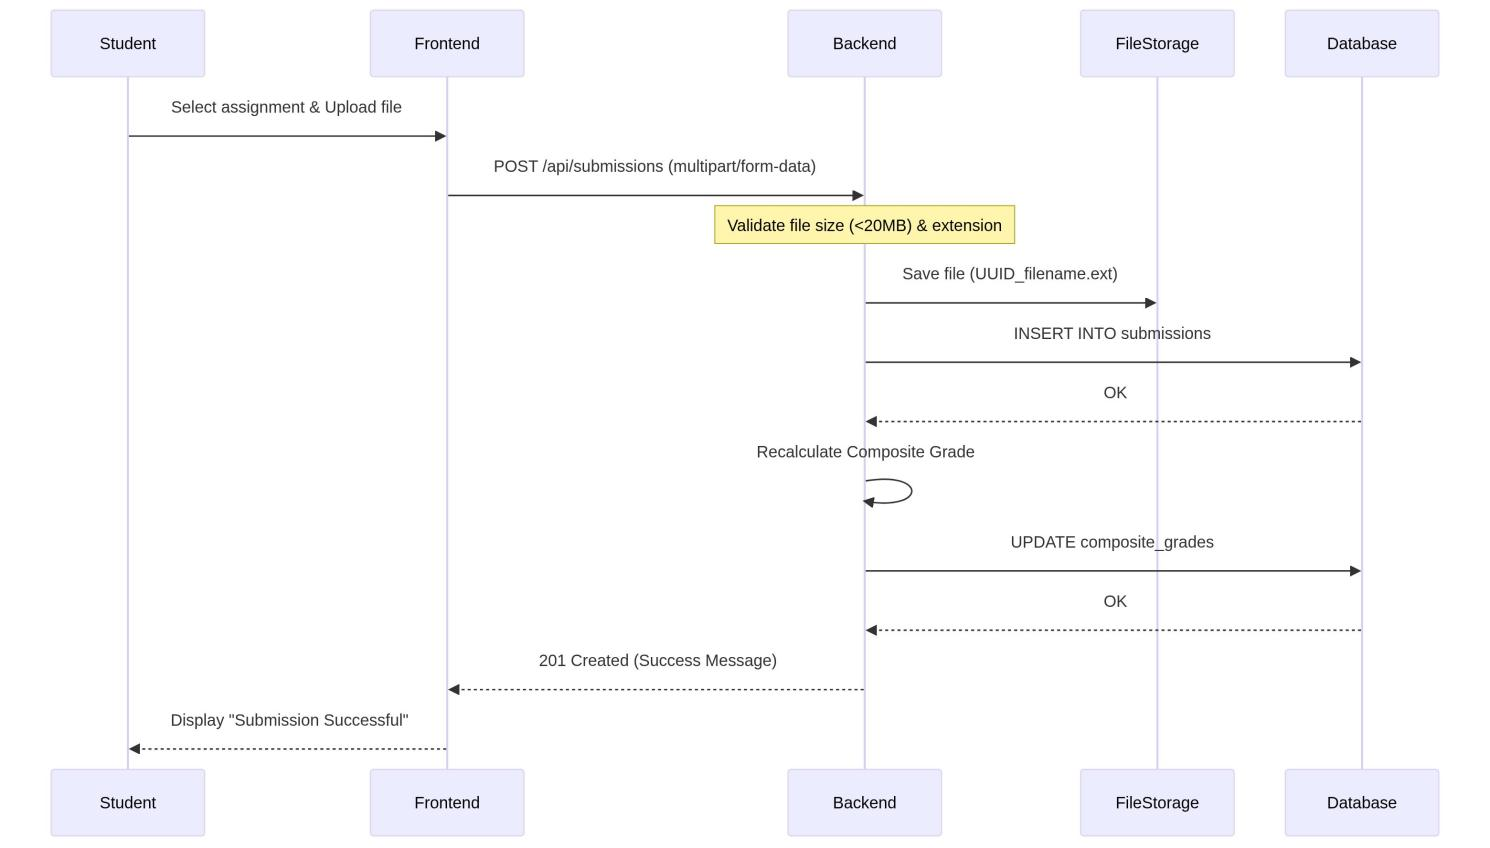 Student
Frontend
Backend
FileStorage
Database
Select assignment & Upload file
POST /api/submissions (multipart/form-data)
Validate file size (<20MB) & extension
Save file (UUID_filename.ext)
INSERT INTO submissions
OK
Recalculate Composite Grade
UPDATE composite_grades
OK
201 Created (Success Message)
Display "Submission Successful"
Student
Frontend
Backend
FileStorage
Database